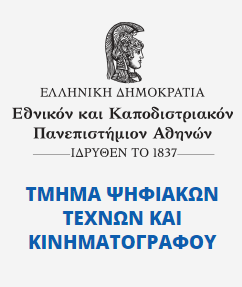 ΕΛΛΗΝΙΚΗ ΔΗΜΟΚΡΑΤΙΑ
Εθνικόν και Καποδιστριακόν
Πανεπιστήμιον Αθηνών
ΙΔΡΥΘΕΝ ΤΟ 1837
ΤΜΗΜΑ ΨΗΦΙΑΚΩΝ
ΤΕΧΝΩΝ ΚΑΙ
ΚΙΝΗΜΑΤΟΓΡΑΦΟΥ